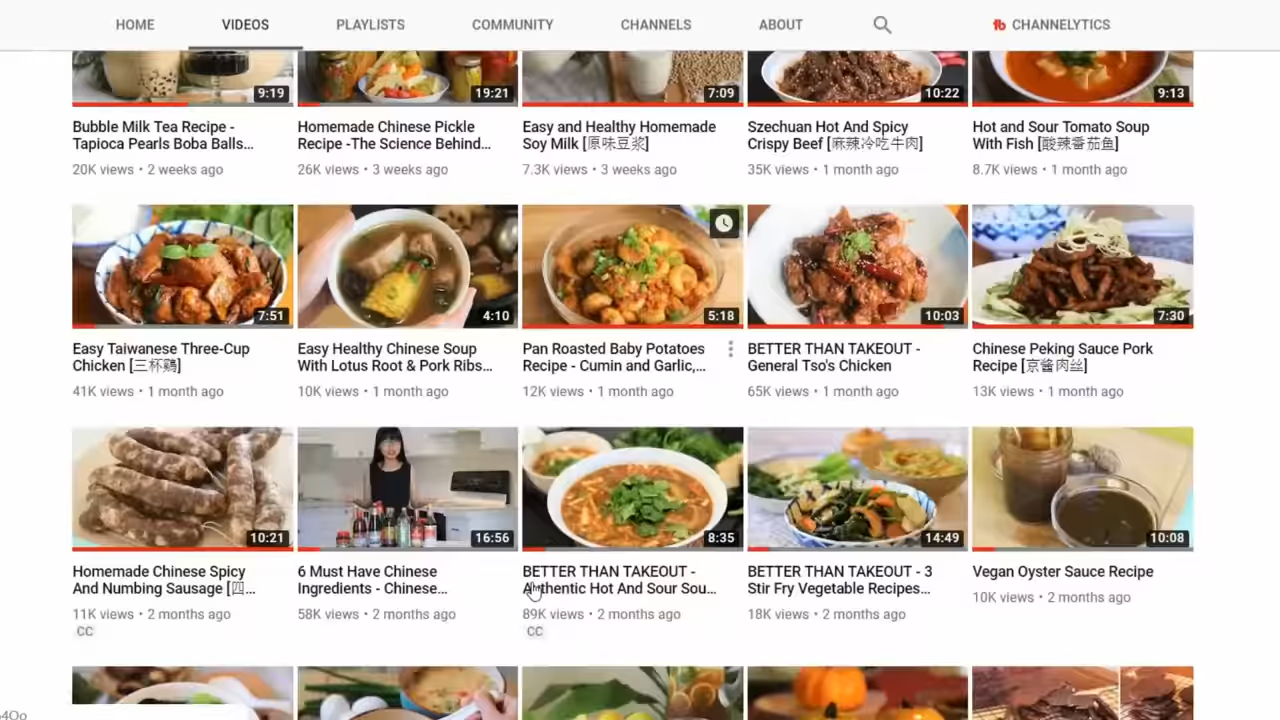 HOME VIDEOS PLAYLISTS COMMUNITY CHANNELS ABOUT CHANNELYTICS
9:19 19:21 7:09 10:22 9:13
Bubble Milk Tea Recipe - Homemade Chinese Pickle Easy and Healthy Homemade Szechuan Hot And Spicy Hot and Sour Tomato Soup
Tapioca Pearls Boba Balls... Recipe -The Science Behind... Soy Milk [原味豆浆] Crispy Beef [麻辣冷吃牛肉] With Fish [酸辣番茄鱼]
20K views • 2 weeks ago 26K views • 3 weeks ago 7.3K views • 3 weeks ago 35K views • 1 month ago 8.7K views • 1 month ago
7:51 4:10 5:18 10:03 7:30
Easy Taiwanese Three-Cup Easy Healthy Chinese Soup Pan Roasted Baby Potatoes BETTER THAN TAKEOUT - Chinese Peking Sauce Pork
Chicken [三杯鷄] With Lotus Root & Pork Ribs... Recipe - Cumin and Garlic,... General Tso's Chicken Recipe [京酱肉丝]
41K views • 1 month ago 10K views • 1 month ago 12K views • 1 month ago 65K views • 1 month ago 13K views • 1 month ago
10:21 16:56 8:35 14:49 10:08
Homemade Chinese Spicy 6 Must Have Chinese BETTER THAN TAKEOUT - BETTER THAN TAKEOUT - 3 Vegan Oyster Sauce Recipe
And Numbing Sausage [四... Ingredients - Chinese... Authentic Hot And Sour Sou... Stir Fry Vegetable Recipes...
11K views • 2 months ago 58K views • 2 months ago 89K views • 2 months ago 18K views • 2 months ago 10K views • 2 months ago
CC CC